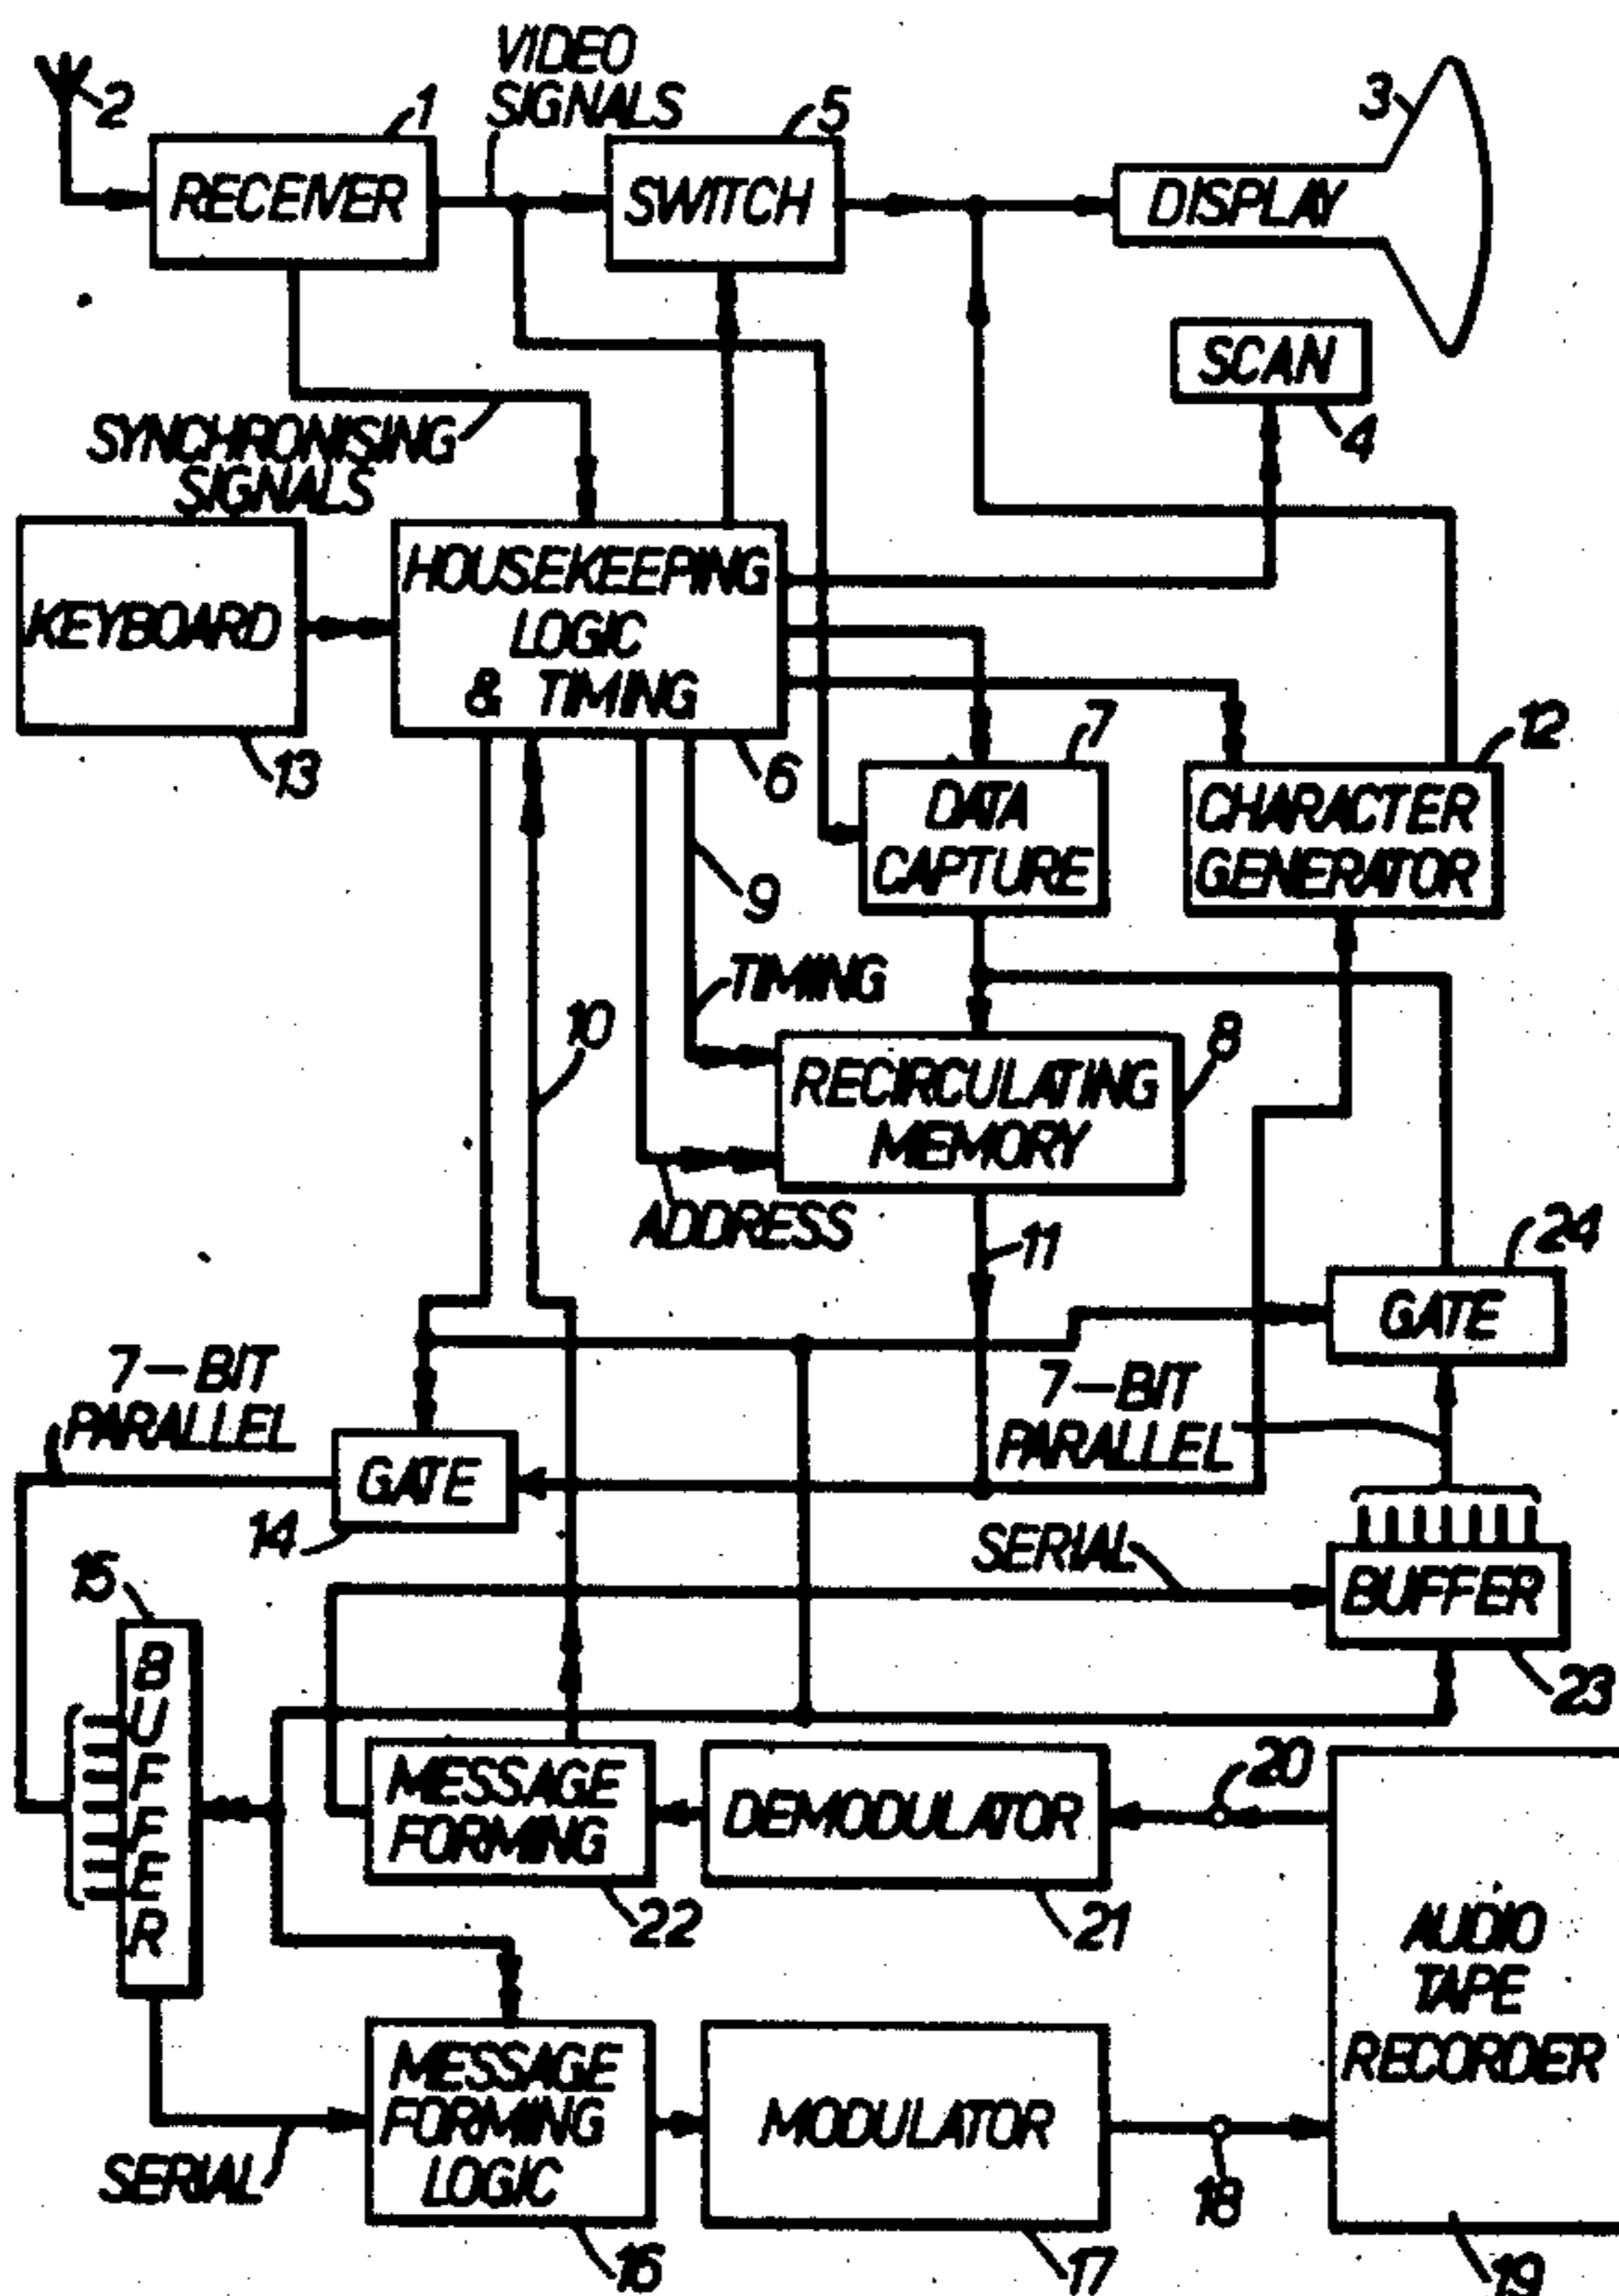 VIDEO
SIGNALS
2
1
5
3
RECEIVER
SWITCH
DISPLAY
SCAN
4
SYNCHRONISING
SIGNALS
KEYBOARD
13
HOUSEKEEPING
LOGIC
& TIMING
6
7
12
DATA
CAPTURE
CHARACTER
GENERATOR
9
TIMING
10
8
RECIRCULATING
MEMORY
ADDRESS
11
24
GATE
7-BIT
PARALLEL
7-BIT
PARALLEL
GATE
14
SERIAL
15
BUFFER
BUFFER
23
MESSAGE
FORMING
22
DEMODULATOR
21
20
AUDIO
TAPE
RECORDER
MESSAGE
FORMING
LOGIC
16
SERIAL
MODULATOR
17
18
19